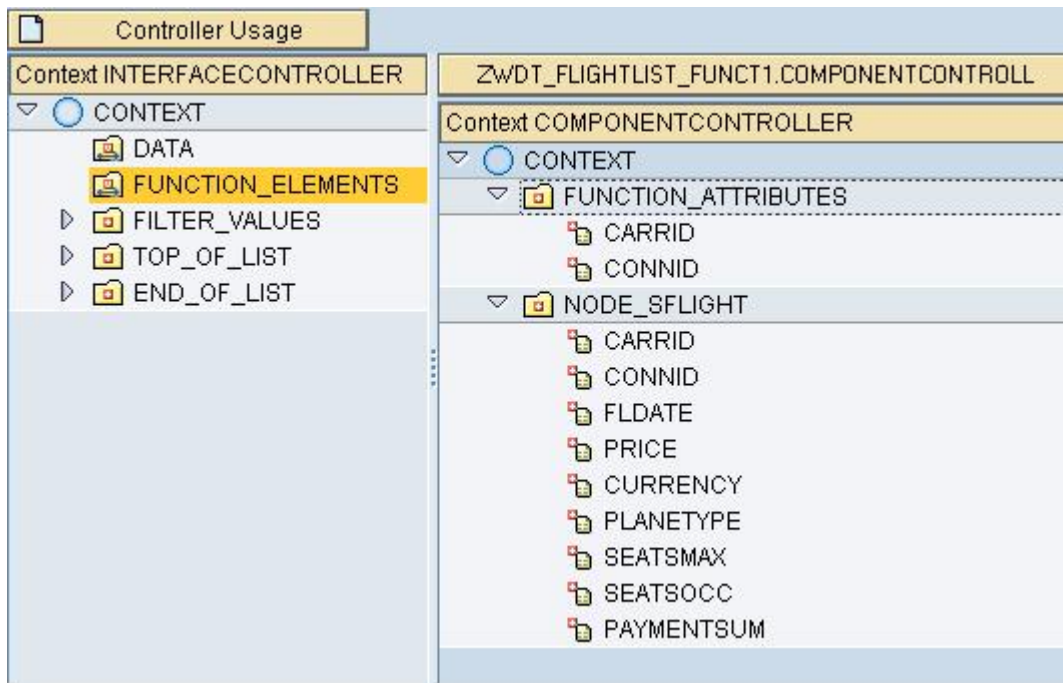 Controller Usage
Context INTERFACECONTROLLER
CONTEXT
DATA
FUNCTION_ELEMENTS
FILTER_VALUES
TOP_OF_LIST
END_OF_LIST
ZWDT_FLIGHTLIST_FUNCT1.COMPONENTCONTROLL
Context COMPONENTCONTROLLER
CONTEXT
FUNCTION_ATTRIBUTES
CARRID
CONNID
NODE_SFLIGHT
CARRID
CONNID
FLDATE
PRICE
CURRENCY
PLANETYPE
SEATSMAX
SEATSOCC
PAYMENTSUM